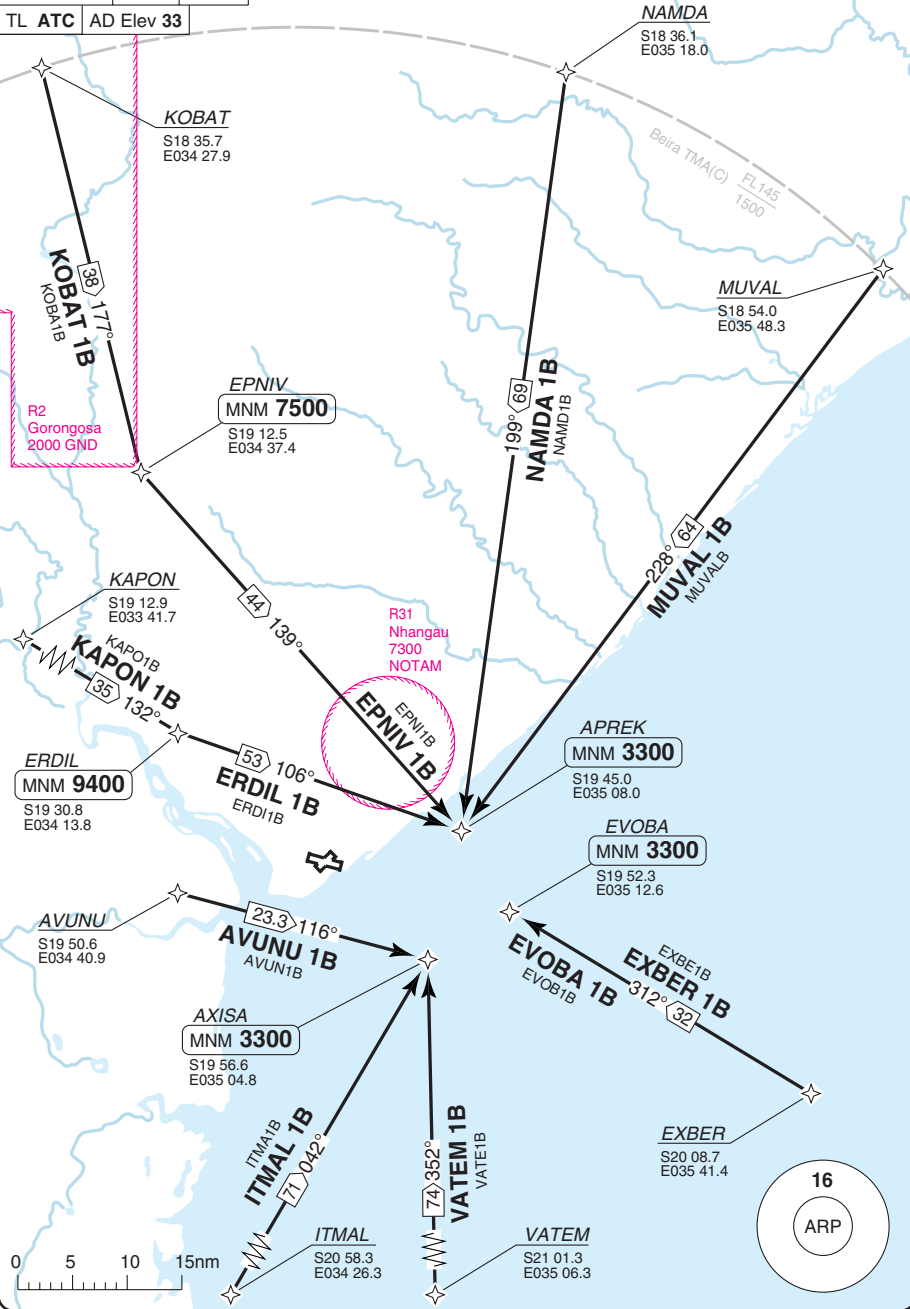 TL ATC AD Elev 33
NAMDA
S18 36.1
E035 18.0
KOBAT
S18 35.7
E034 27.9
Beira TMA(C)
FL145
1500
38 177°
KOBAT 1B
KOBA1B
MUVAL
S18 54.0
E035 48.3
EPNIV
MNM 7500
S19 12.5
E034 37.4
R2
Gorongosa
2000 GND
199° 69
NAMDA 1B
NAMD1B
228° 64
MUVAL 1B
MUVALB
KAPON
S19 12.9
E033 41.7
KAPO1B
KAPON 1B
35 132°
44 139°
R31
Nhangau
7300
NOTAM
EPNI1B
EPNIV 1B
ERDIL
MNM 9400
S19 30.8
E034 13.8
53 106°
ERDIL 1B
ERDI1B
APREK
MNM 3300
S19 45.0
E035 08.0
EVOBA
MNM 3300
S19 52.3
E035 12.6
AVUNU
S19 50.6
E034 40.9
23.3 116°
AVUNU 1B
AVUN1B
EXBE1B
EXBER 1B
312° 32
EVOBA 1B
EVOB1B
AXISA
MNM 3300
S19 56.6
E035 04.8
ITMA1B
ITMAL 1B
71 042°
74 352°
VATEM 1B
VATE1B
EXBER
S20 08.7
E035 41.4
ITMAL
S20 58.3
E034 26.3
VATEM
S21 01.3
E035 06.3
16
ARP
0 5 10 15nm